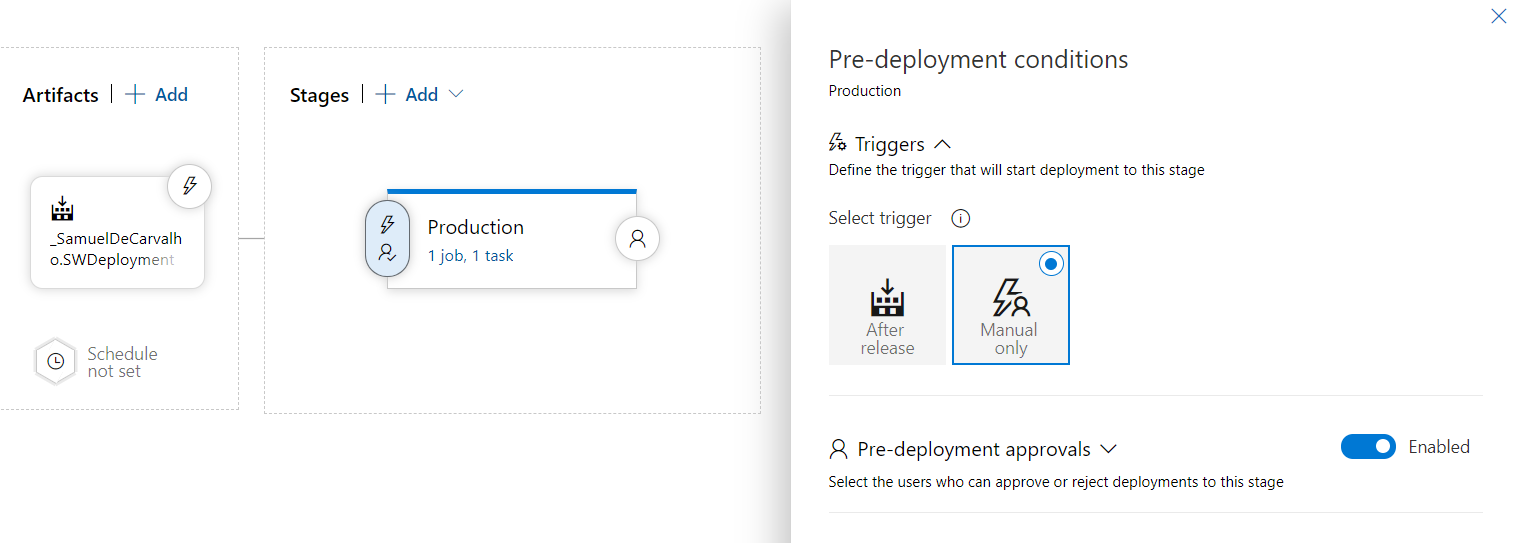 Artifacts | + Add
_SamuelDeCarvalh
o.SWDeployment
Schedule
not set
Stages | + Add
Production
1 job, 1 task
Pre-deployment conditions
Production
Triggers
Define the trigger that will start deployment to this stage
Select trigger
After
release
Manual
only
Pre-deployment approvals
Enabled
Select the users who can approve or reject deployments to this stage